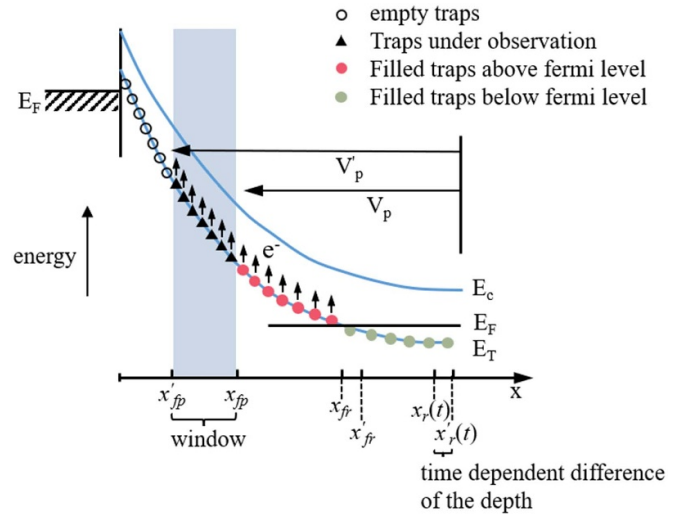 empty traps
Traps under observation
Filled traps above fermi level
Filled traps below fermi level
E_F
V'_p
V_p
energy
e⁻
E_c
E_F
E_T
x
x'_fp
x_fp
x_fr
x'_fr
x_r(t)
x'_r(t)
window
time dependent difference
of the depth